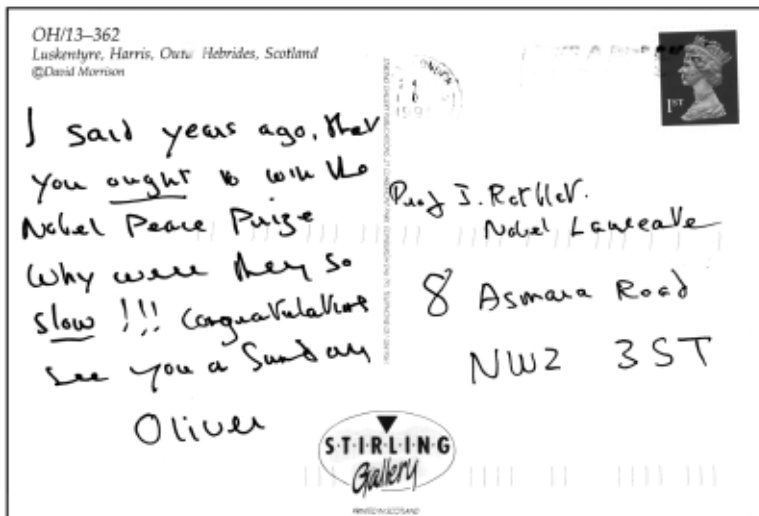 OH/13–362
Luskentyre, Harris, Outer Hebrides, Scotland
©David Morrison
I said years ago, that
you ought to win the
Nobel Peace Prize
Why were they so
slow !!! Congratulations
see you a Sunday
Oliver
1ST
Prof J. Rotblat.
Nobel Laureate
8 Asmara Road
NW2 3ST
STIRLING
Gallery
PRINTED IN SCOTLAND